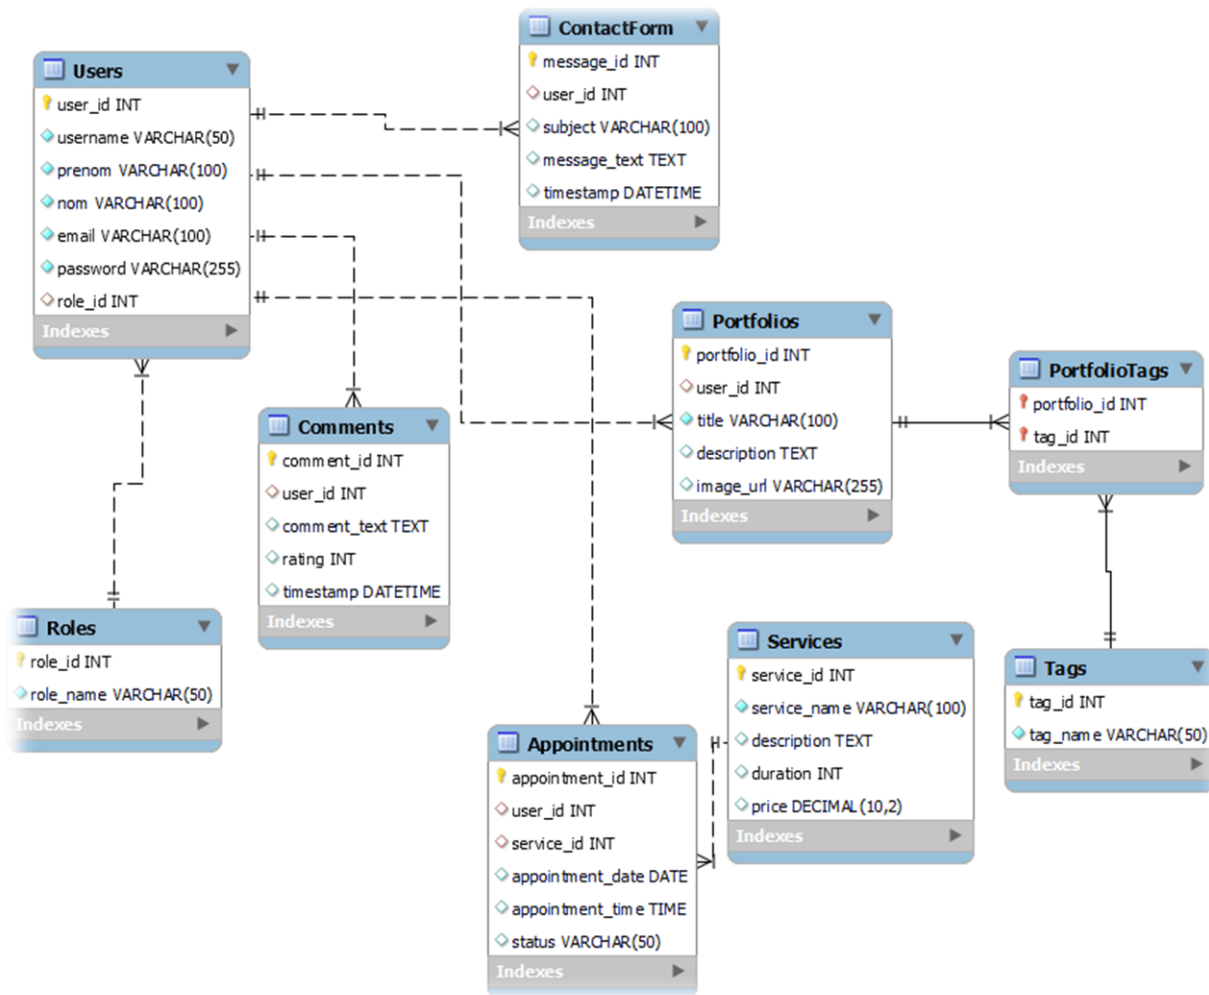 ContactForm
message_id INT
user_id INT
subject VARCHAR(100)
message_text TEXT
timestamp DATETIME
Indexes
Users
user_id INT
username VARCHAR(50)
prenom VARCHAR(100)
nom VARCHAR(100)
email VARCHAR(100)
password VARCHAR(255)
role_id INT
Indexes
Portfolios
portfolio_id INT
user_id INT
title VARCHAR(100)
description TEXT
image_url VARCHAR(255)
Indexes
PortfolioTags
portfolio_id INT
tag_id INT
Indexes
Comments
comment_id INT
user_id INT
comment_text TEXT
rating INT
timestamp DATETIME
Indexes
Roles
role_id INT
role_name VARCHAR(50)
Indexes
Services
service_id INT
service_name VARCHAR(100)
description TEXT
duration INT
price DECIMAL(10,2)
Indexes
Tags
tag_id INT
tag_name VARCHAR(50)
Indexes
Appointments
appointment_id INT
user_id INT
service_id INT
appointment_date DATE
appointment_time TIME
status VARCHAR(50)
Indexes